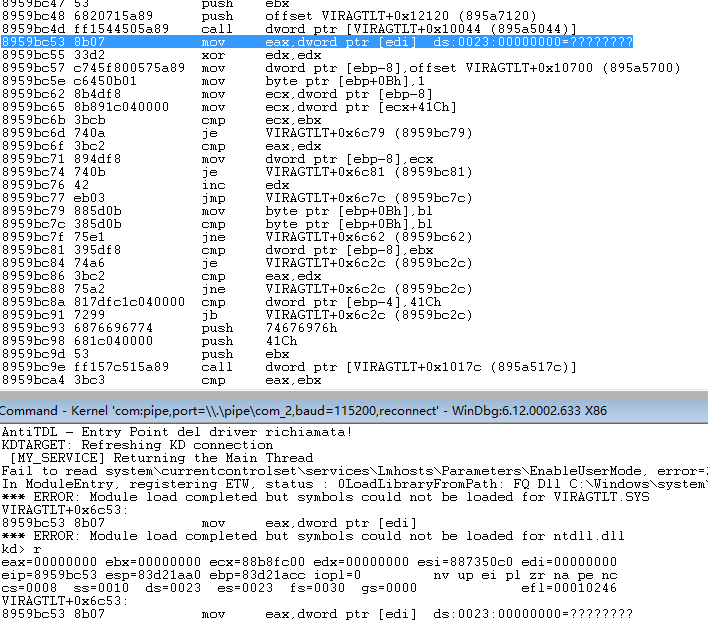 8959bc47 53              push    ebx
8959bc48 6820715a89      push    offset VIRAGTLT+0x12120 (895a7120)
8959bc4d ff1544505a89    call    dword ptr [VIRAGTLT+0x10044 (895a5044)]
8959bc53 8b07            mov     eax,dword ptr [edi]  ds:0023:00000000=????????
8959bc55 33d2            xor     edx,edx
8959bc57 c745f800575a89  mov     dword ptr [ebp-8],offset VIRAGTLT+0x10700 (895a5700)
8959bc5e c6450b01        mov     byte ptr [ebp+0Bh],1
8959bc62 8b4df8          mov     ecx,dword ptr [ebp-8]
8959bc65 8b891c040000    mov     ecx,dword ptr [ecx+41Ch]
8959bc6b 3bcb            cmp     ecx,ebx
8959bc6d 740a            je      VIRAGTLT+0x6c79 (8959bc79)
8959bc6f 3bc2            cmp     eax,edx
8959bc71 894df8          mov     dword ptr [ebp-8],ecx
8959bc74 740b            je      VIRAGTLT+0x6c81 (8959bc81)
8959bc76 42              inc     edx
8959bc77 eb03            jmp     VIRAGTLT+0x6c7c (8959bc7c)
8959bc79 885d0b          mov     byte ptr [ebp+0Bh],bl
8959bc7c 385d0b          cmp     byte ptr [ebp+0Bh],bl
8959bc7f 75e1            jne     VIRAGTLT+0x6c62 (8959bc62)
8959bc81 395df8          cmp     dword ptr [ebp-8],ebx
8959bc84 74a6            je      VIRAGTLT+0x6c2c (8959bc2c)
8959bc86 3bc2            cmp     eax,edx
8959bc88 75a2            jne     VIRAGTLT+0x6c2c (8959bc2c)
8959bc8a 817dfc1c040000  cmp     dword ptr [ebp-4],41Ch
8959bc91 7299            jb      VIRAGTLT+0x6c2c (8959bc2c)
8959bc93 6876696774      push    74676976h
8959bc98 681c040000      push    41Ch
8959bc9d 53              push    ebx
8959bc9e ff157c515a89    call    dword ptr [VIRAGTLT+0x1017c (895a517c)]
8959bca4 3bc3            cmp     eax,ebx
Command - Kernel 'com:pipe,port=\\.\pipe\com_2,baud=115200,reconnect' - WinDbg:6.12.0002.633 X86
AntiTDL - Entry Point del driver richiamata!
KDTARGET: Refreshing KD connection
 [MY_SERVICE] Returning the Main Thread
Fail to read system\currentcontrolset\services\Lmhosts\Parameters\EnableUserMode, error=
In ModuleEntry, registering ETW, status : 0LoadLibraryFromPath: FQ Dll C:\Windows\system
*** ERROR: Module load completed but symbols could not be loaded for VIRAGTLT.SYS
VIRAGTLT+0x6c53:
8959bc53 8b07            mov     eax,dword ptr [edi]
*** ERROR: Module load completed but symbols could not be loaded for ntdll.dll
kd> r
eax=00000000 ebx=00000000 ecx=88b8fc00 edx=00000000 esi=887350c0 edi=00000000
eip=8959bc53 esp=83d21aa0 ebp=83d21acc iopl=0         nv up ei pl zr na pe nc
cs=0008  ss=0010  ds=0023  es=0023  fs=0030  gs=0000             efl=00010246
VIRAGTLT+0x6c53:
8959bc53 8b07            mov     eax,dword ptr [edi]  ds:0023:00000000=????????